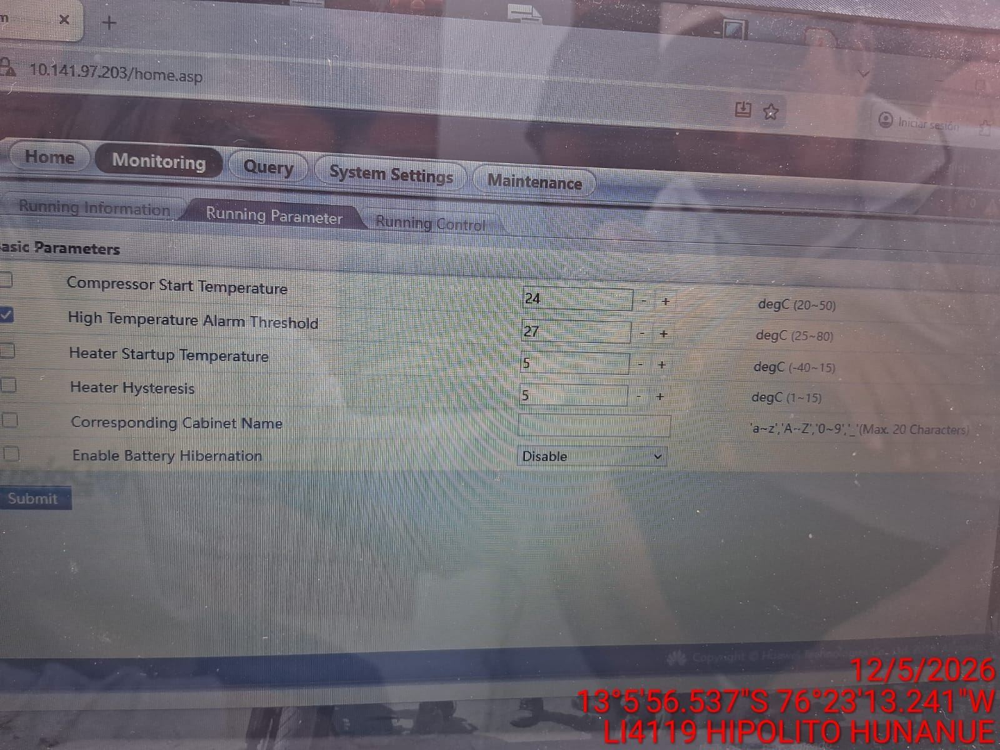 10.141.97.203/home.asp
Iniciar sesión
Home Monitoring Query System Settings Maintenance
Running Information Running Parameter Running Control
asic Parameters
Compressor Start Temperature 24 - + degC (20~50)
High Temperature Alarm Threshold 27 - + degC (25~80)
Heater Startup Temperature 5 - + degC (-40~15)
Heater Hysteresis 5 - + degC (1~15)
Corresponding Cabinet Name 'a~z','A~Z','0~9','_'(Max. 20 Characters)
Enable Battery Hibernation Disable
Submit
Copyright © Huawei Technologies Co.,
12/5/2026
13°5'56.537"S 76°23'13.241"W
LI4119 HIPOLITO HUNANUE